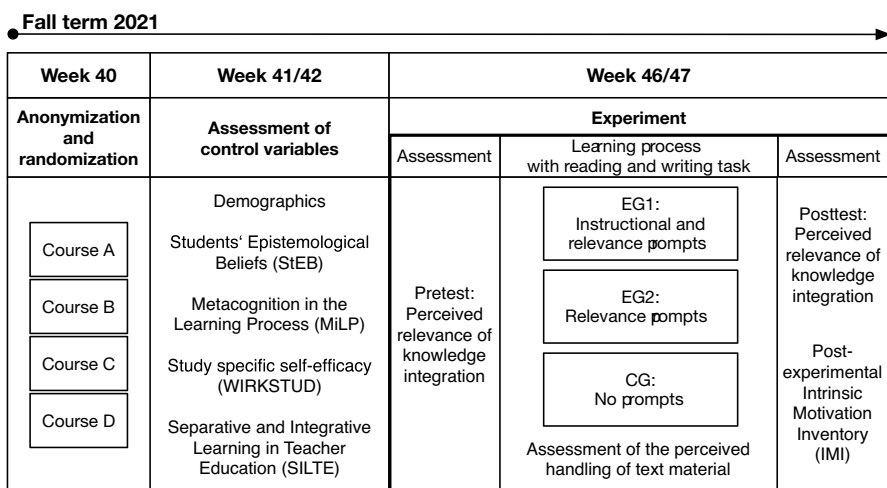 Fall term 2021
Week 40
Week 41/42
Week 46/47
Anonymization
and
randomization
Assessment of
control variables
Experiment
Assessment
Learning process
with reading and writing task
Assessment
Course A
Course B
Course C
Course D
Demographics
Students‘ Epistemological
Beliefs (StEB)
Metacognition in the
Learning Process (MiLP)
Study specific self-efficacy
(WIRKSTUD)
Separative and Integrative
Learning in Teacher
Education (SILTE)
Pretest:
Perceived
relevance of
knowledge
integration
EG1:
Instructional and
relevance prompts
EG2:
Relevance prompts
CG:
No prompts
Assessment of the perceived
handling of text material
Posttest:
Perceived
relevance of
knowledge
integration
Post-
experimental
Intrinsic
Motivation
Inventory
(IMI)